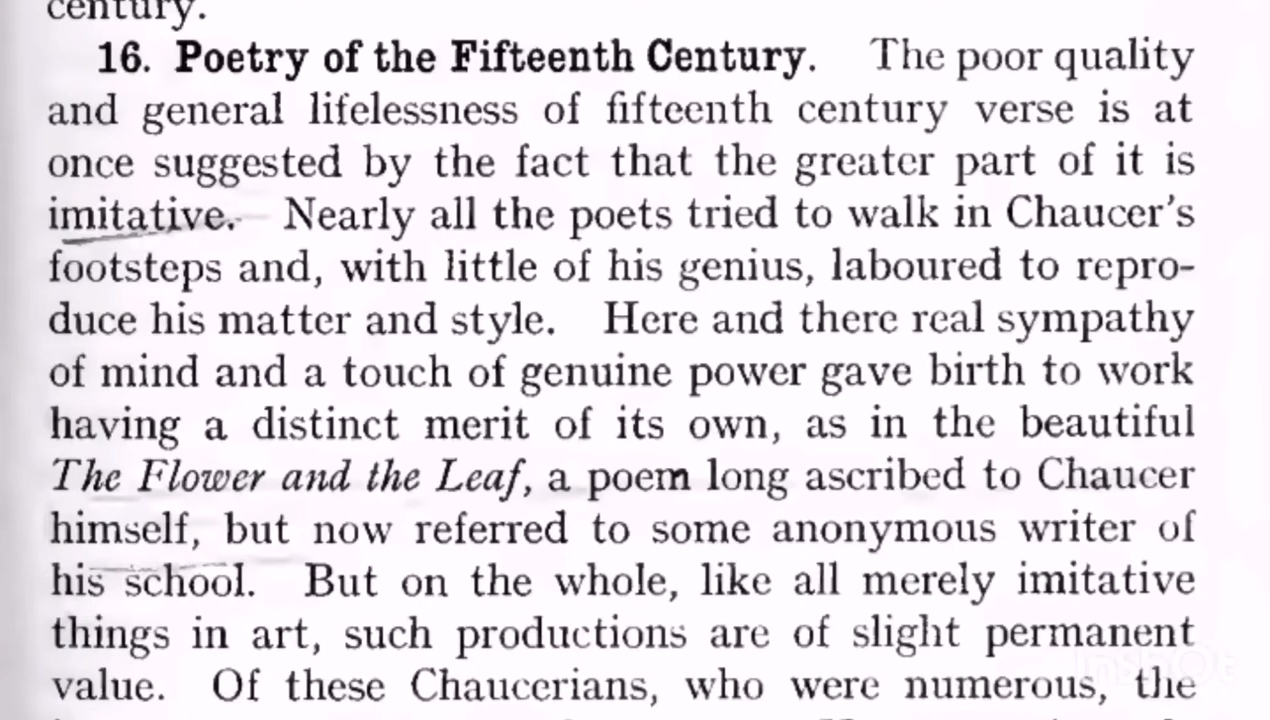 century.
16. Poetry of the Fifteenth Century. The poor quality
and general lifelessness of fifteenth century verse is at
once suggested by the fact that the greater part of it is
imitative. Nearly all the poets tried to walk in Chaucer's
footsteps and, with little of his genius, laboured to repro-
duce his matter and style. Here and there real sympathy
of mind and a touch of genuine power gave birth to work
having a distinct merit of its own, as in the beautiful
The Flower and the Leaf, a poem long ascribed to Chaucer
himself, but now referred to some anonymous writer of
his school. But on the whole, like all merely imitative
things in art, such productions are of slight permanent
value. Of these Chaucerians, who were numerous, the
InShOt